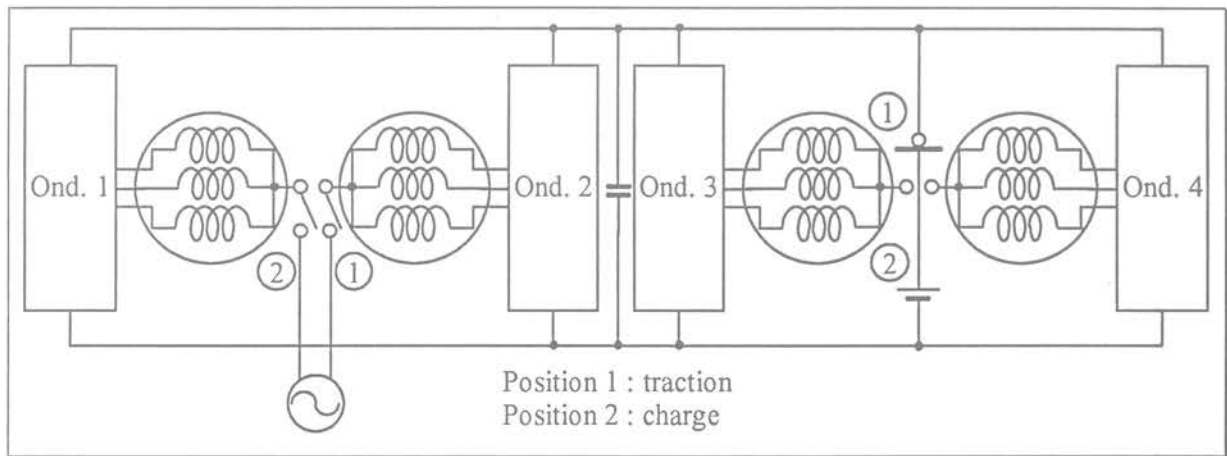 Ond. 1
Ond. 2
Ond. 3
Ond. 4
1
2
1
2
Position 1 : traction
Position 2 : charge